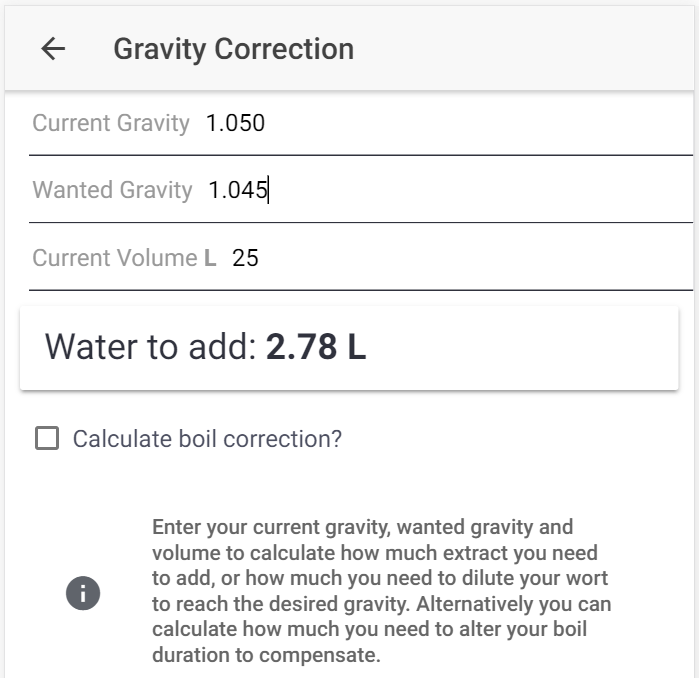 Gravity Correction
Current Gravity 1.050
Wanted Gravity 1.045
Current Volume L 25
Water to add: 2.78 L
Calculate boil correction?
Enter your current gravity, wanted gravity and
volume to calculate how much extract you need
to add, or how much you need to dilute your wort
to reach the desired gravity. Alternatively you can
calculate how much you need to alter your boil
duration to compensate.